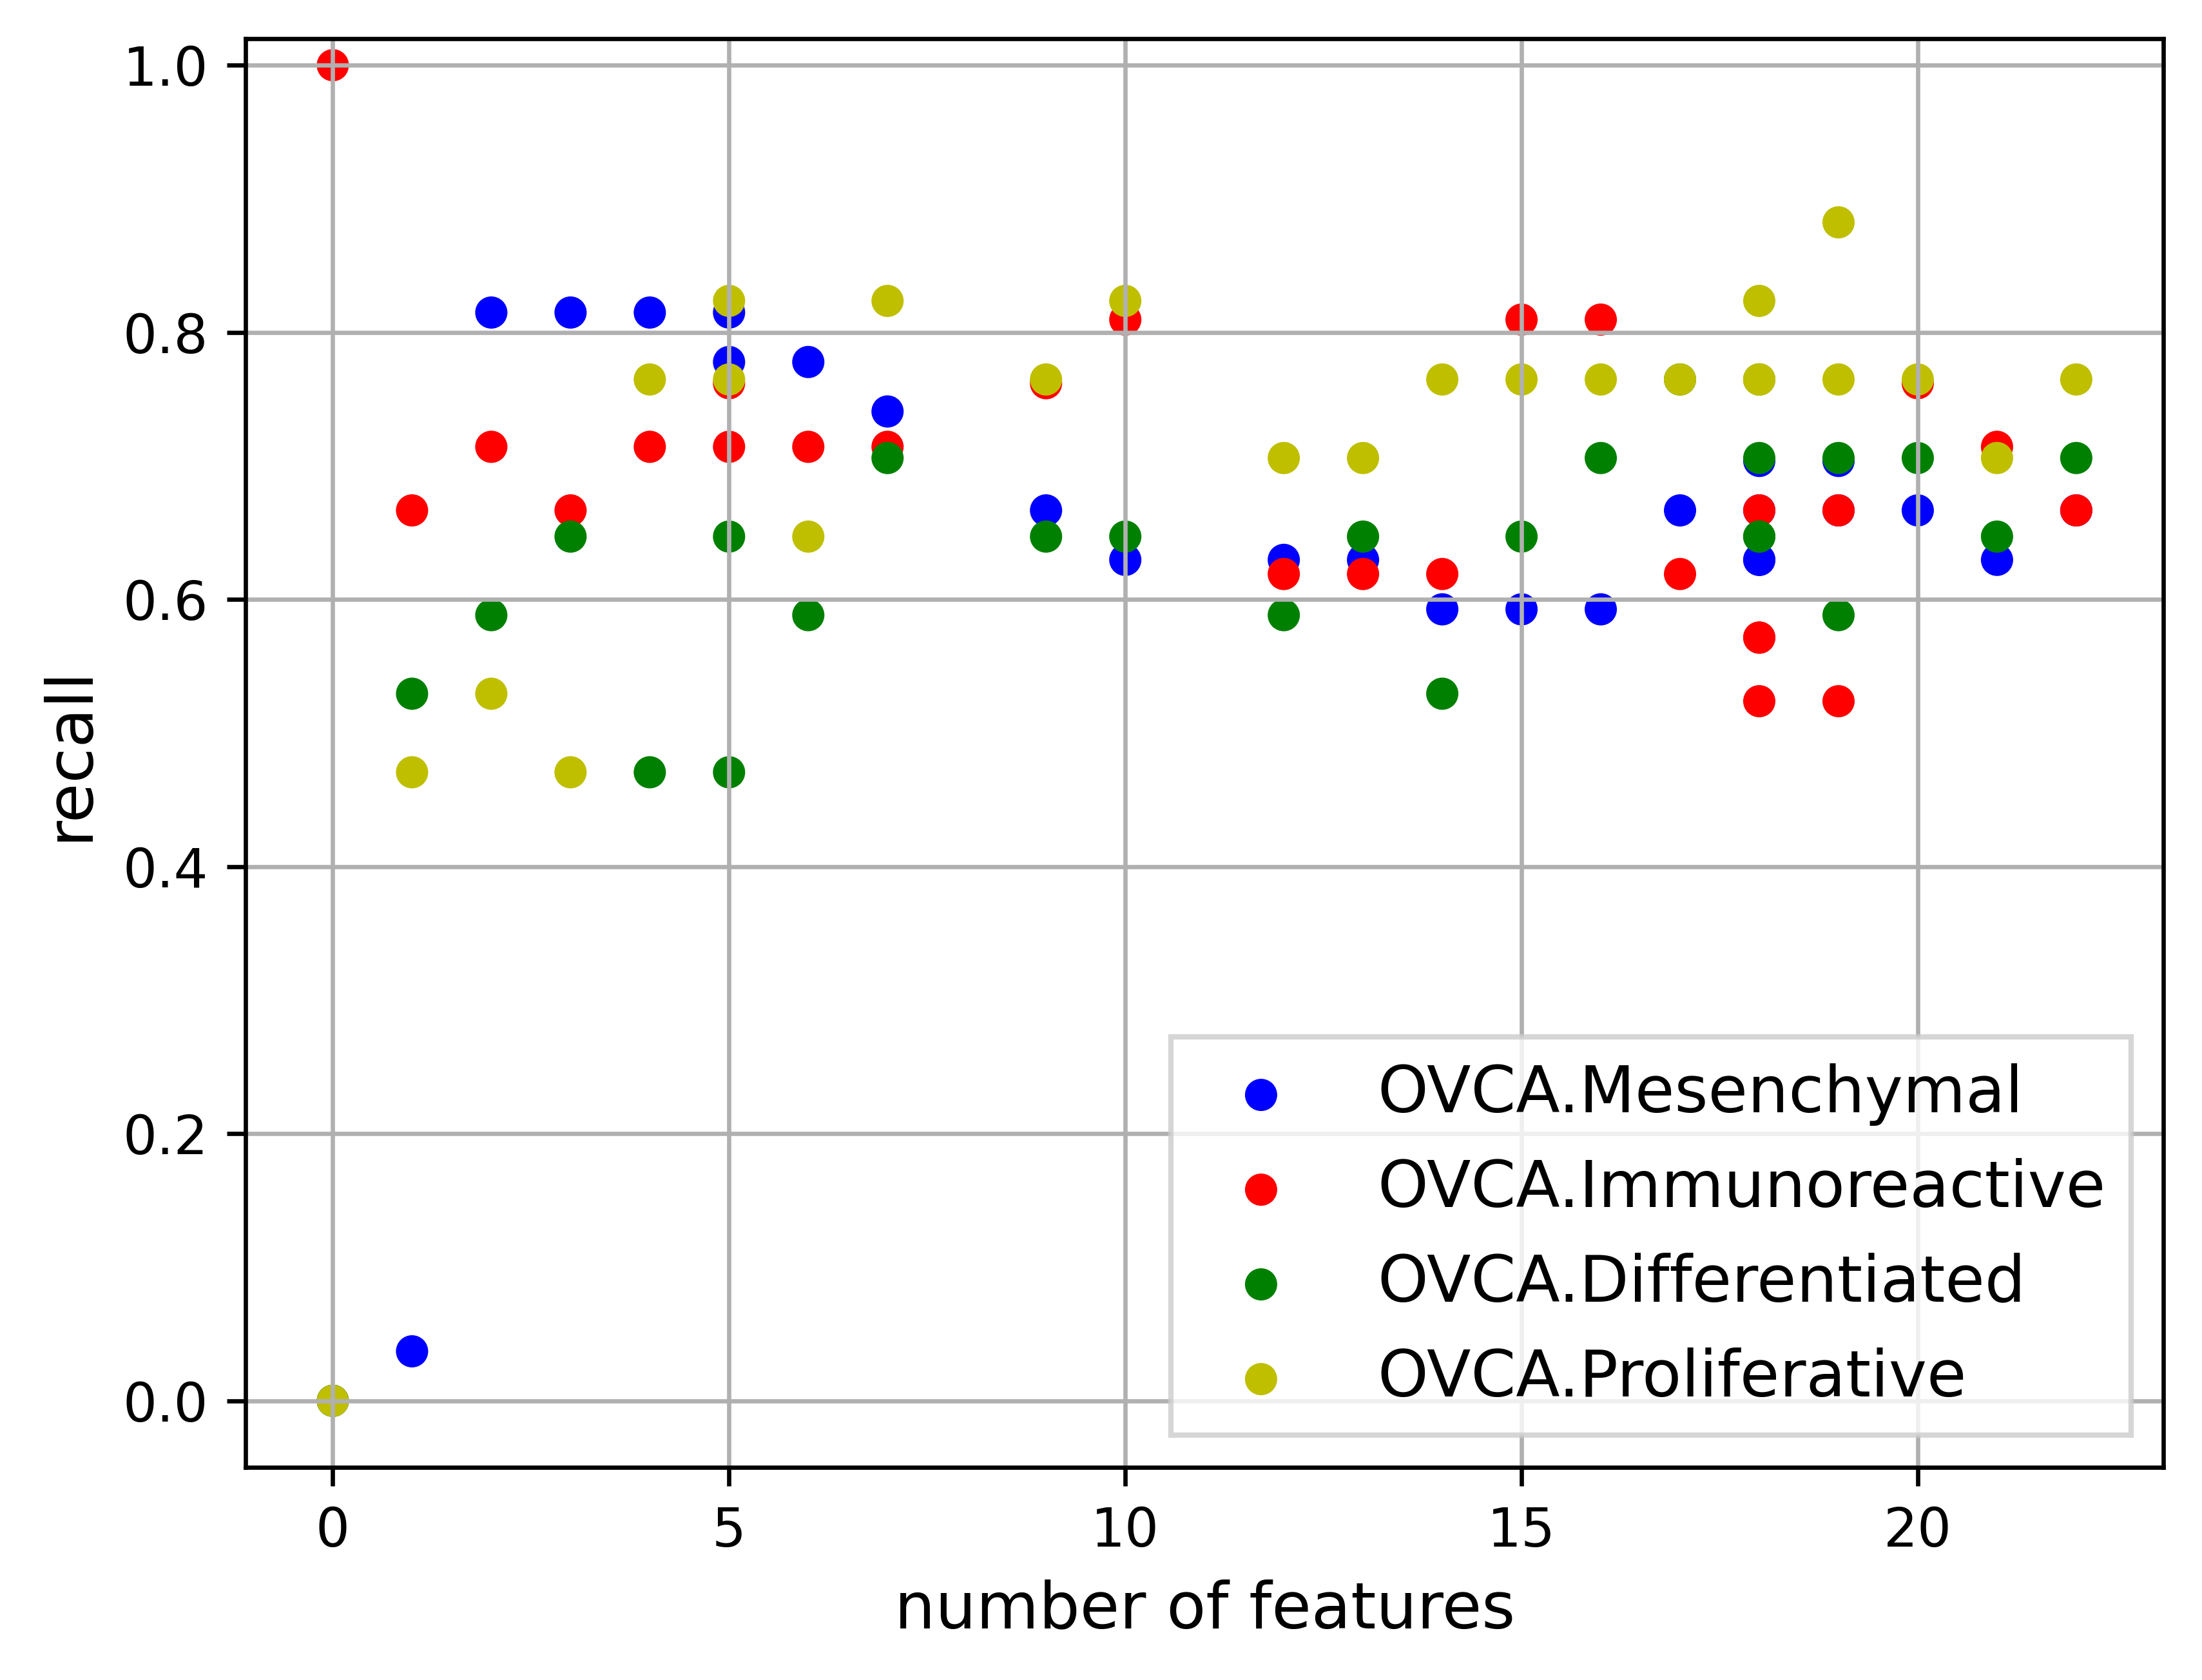 1.0
0.8
0.6
0.4
0.2
0.0
recall
0 5 10 15 20
number of features
OVCA.Mesenchymal
OVCA.Immunoreactive
OVCA.Differentiated
OVCA.Proliferative